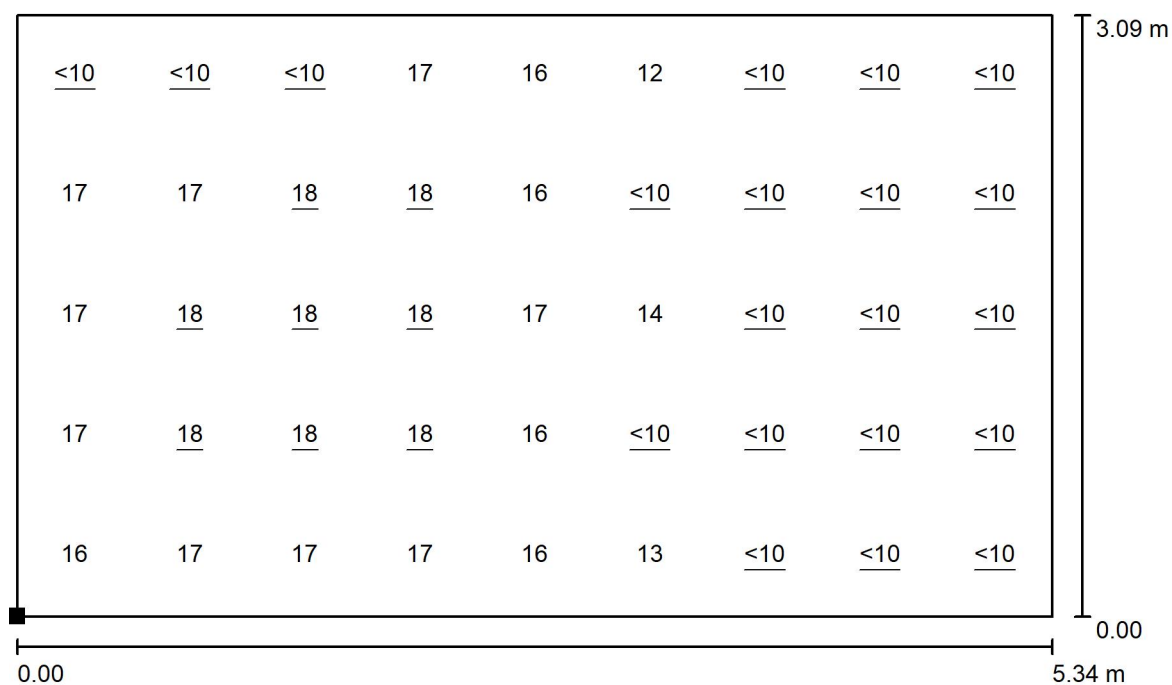 3.09 m
<10 <10 <10 17 16 12 <10 <10 <10
17 17 18 18 16 <10 <10 <10 <10
17 18 18 18 17 14 <10 <10 <10
17 18 18 18 16 <10 <10 <10 <10
16 17 17 17 16 13 <10 <10 <10
0.00
0.00 5.34 m